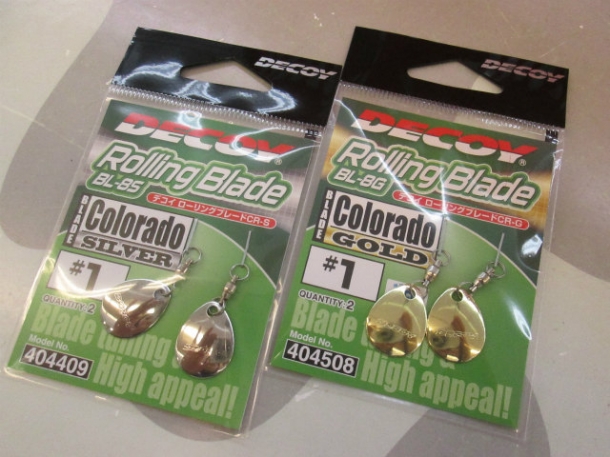 DECOY
DECOY
Rolling Blade
BL-8S
デコイ ローリングブレードCR-S
BLADE
Colorado
SILVER
#1
QUANTITY 2
Blade tuning
High appeal!
Model No.
404409
DECOY
DECOY
Rolling Blade
BL-8G
デコイ ローリングブレードCR-G
BLADE
Colorado
GOLD
#1
QUANTITY 2
Blade tuning &
High appeal!
Model No.
404508